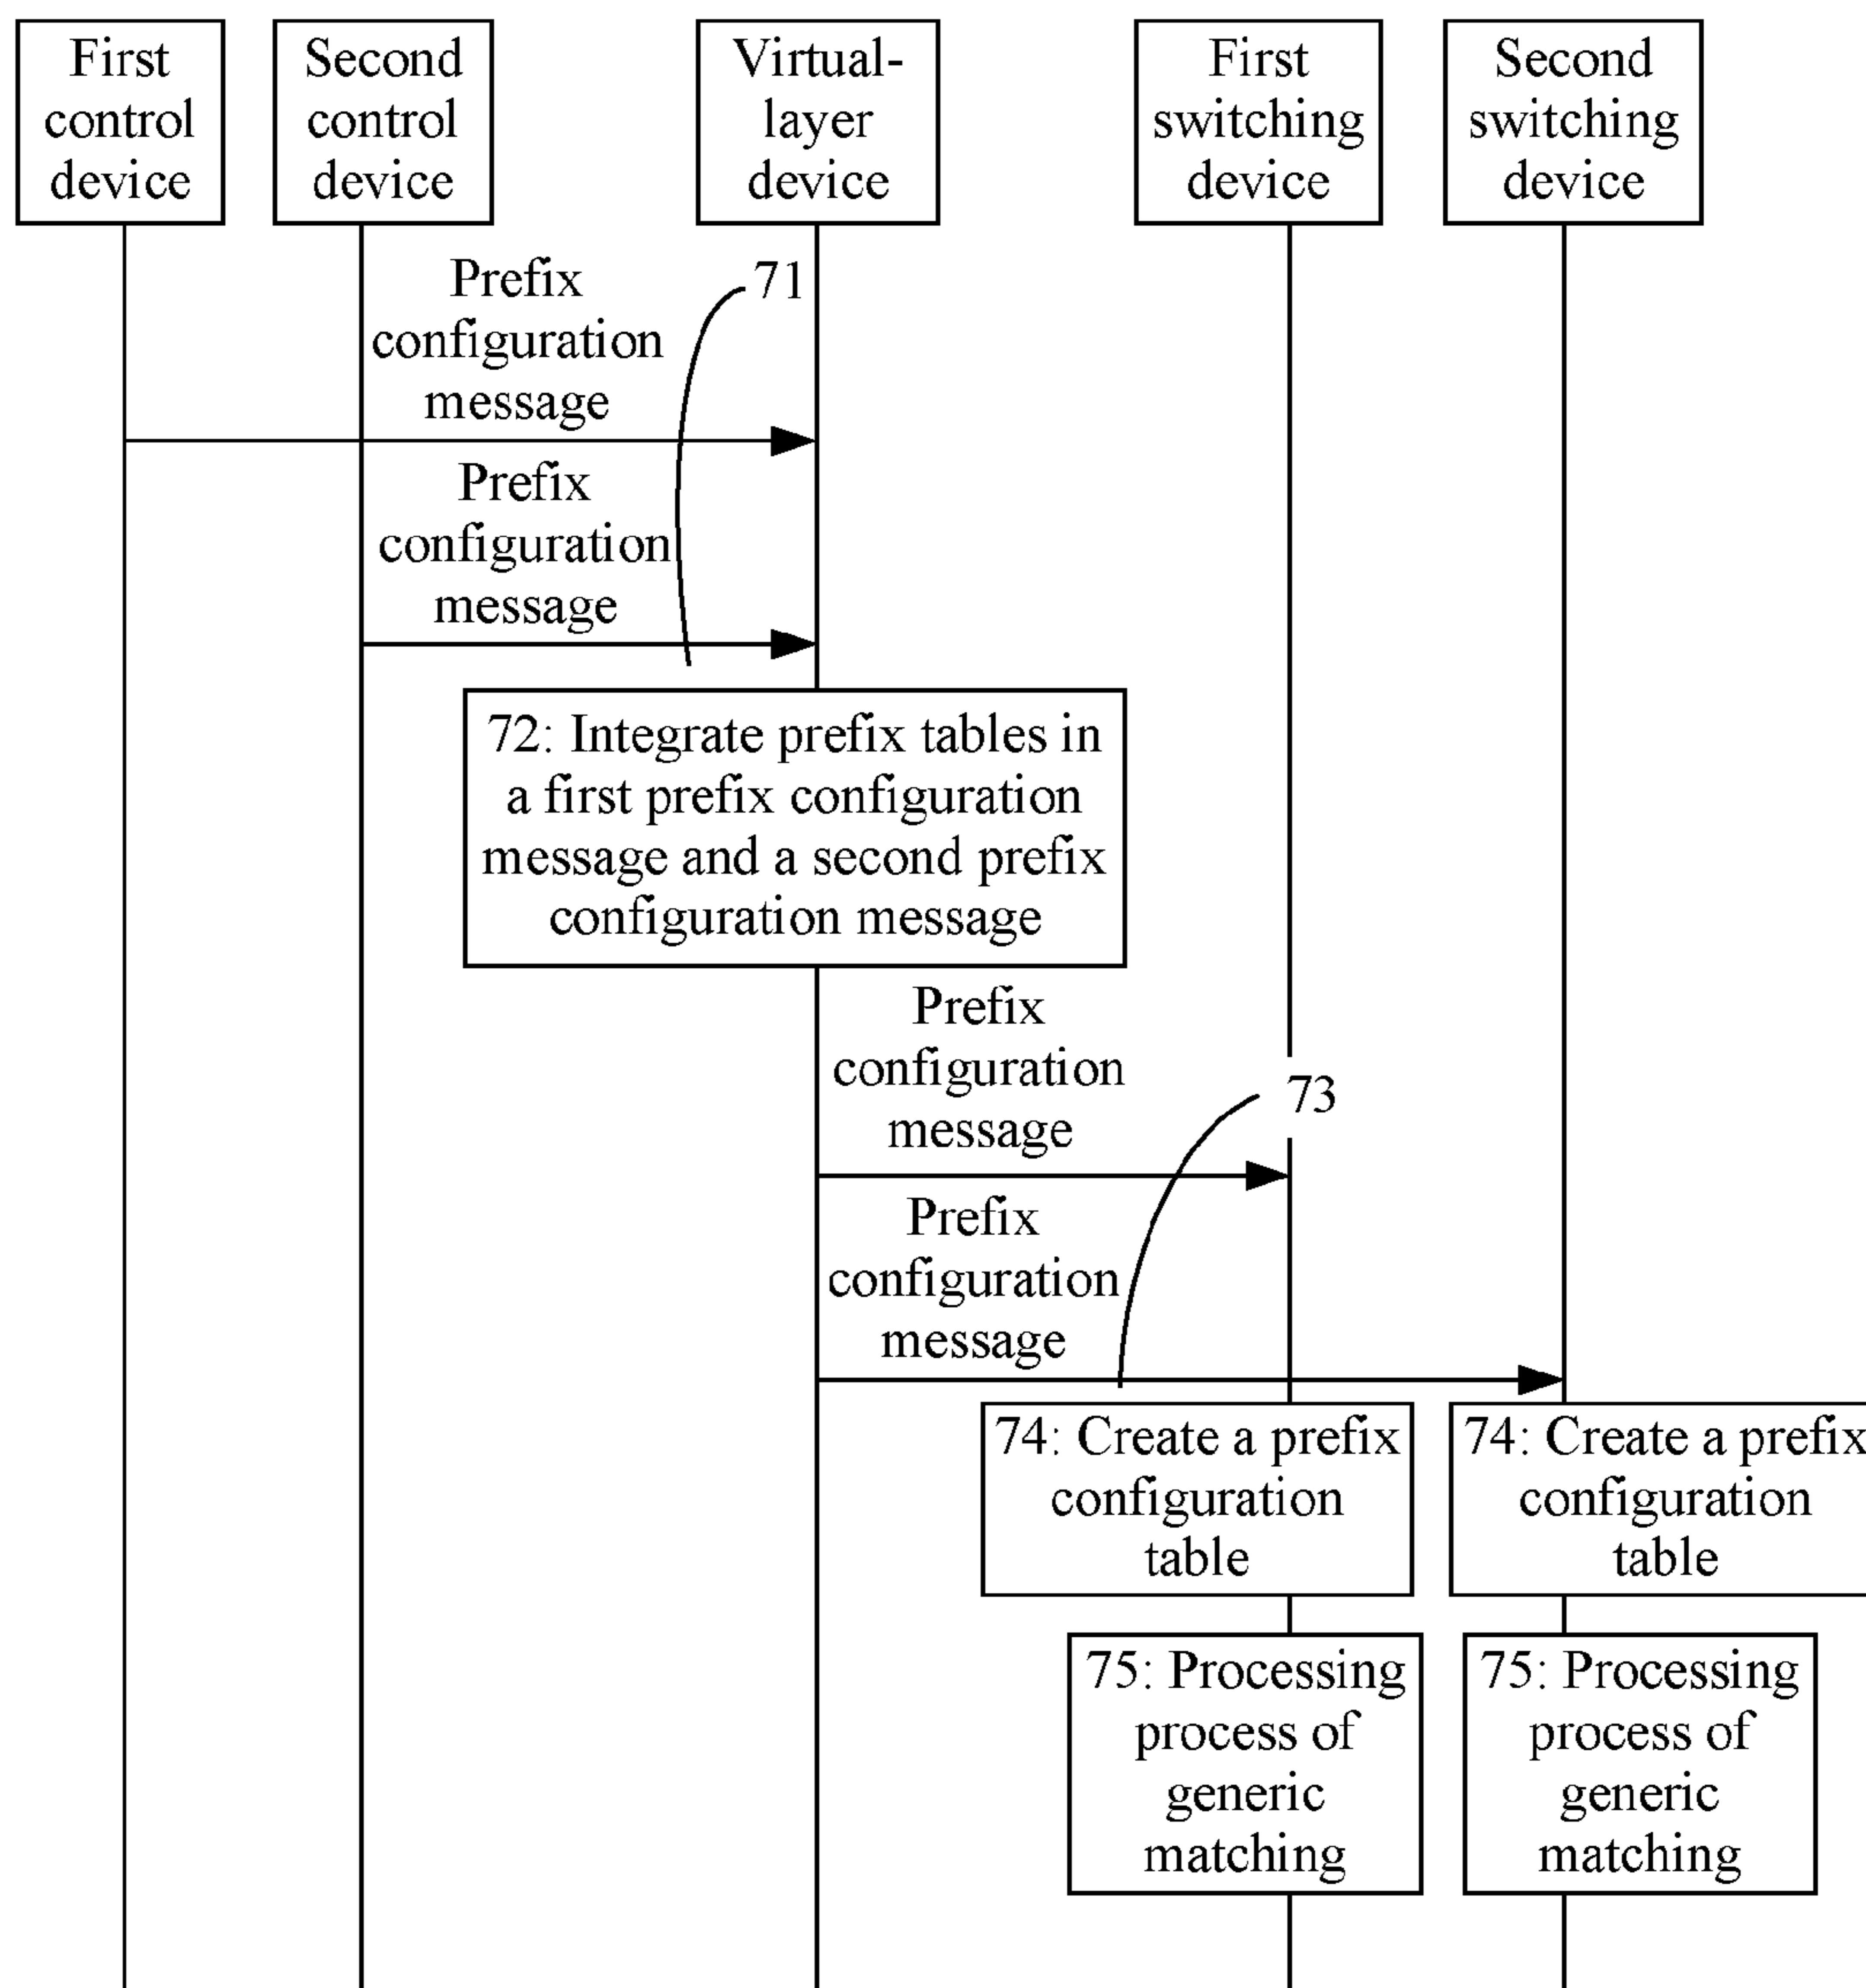 First
control
device
Second
control
device
Virtual-
layer
device
First
switching
device
Second
switching
device
Prefix
configuration
message
71
Prefix
configuration
message
72: Integrate prefix tables in
a first prefix configuration
message and a second prefix
configuration message
Prefix
configuration
message
73
Prefix
configuration
message
74: Create a prefix
configuration
table
74: Create a prefix
configuration
table
75: Processing
process of
generic
matching
75: Processing
process of
generic
matching